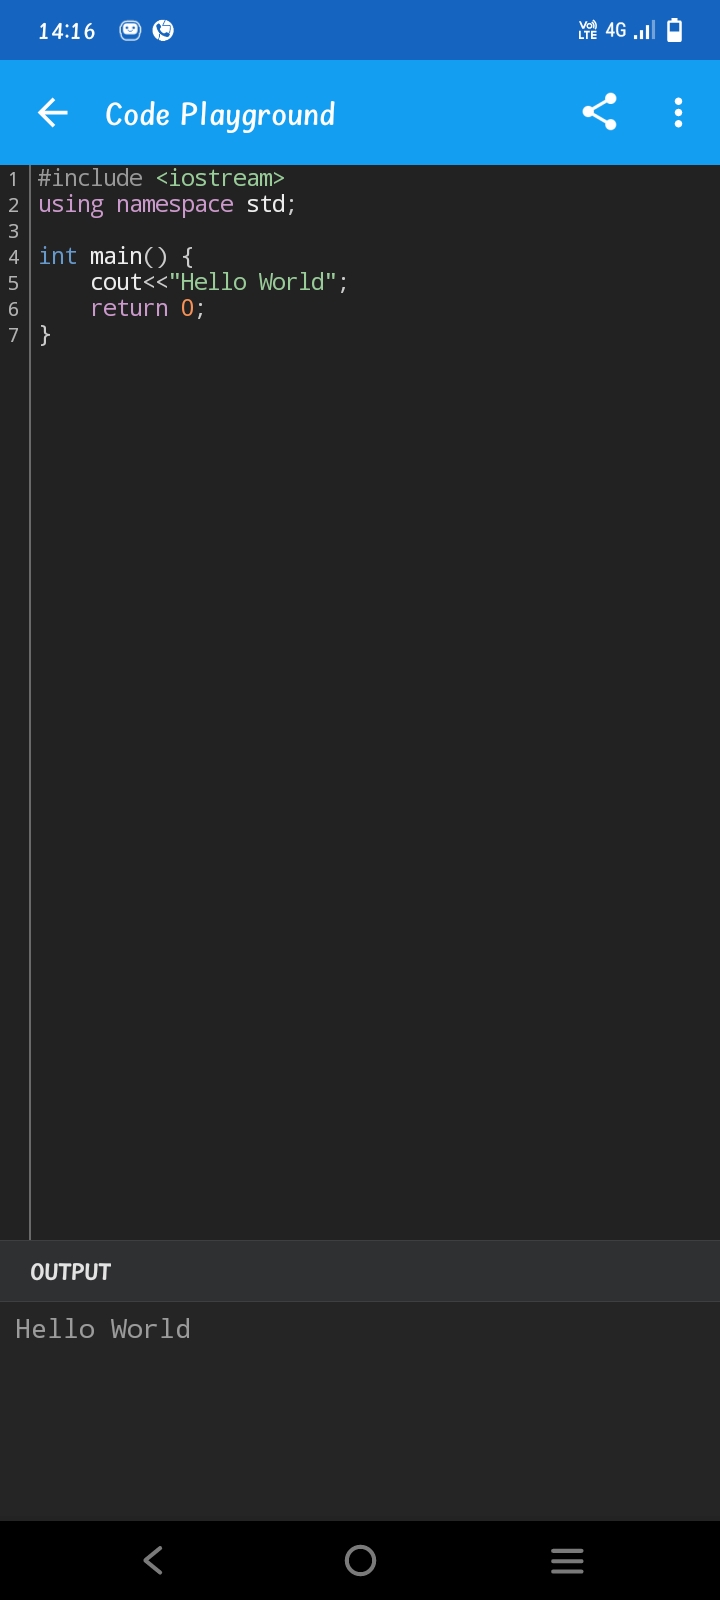 14:16 Vo) LTE 4G
Code Playground
1 #include <iostream>
2 using namespace std;
3
4 int main() {
5     cout<<"Hello World";
6     return 0;
7 }
OUTPUT
Hello World